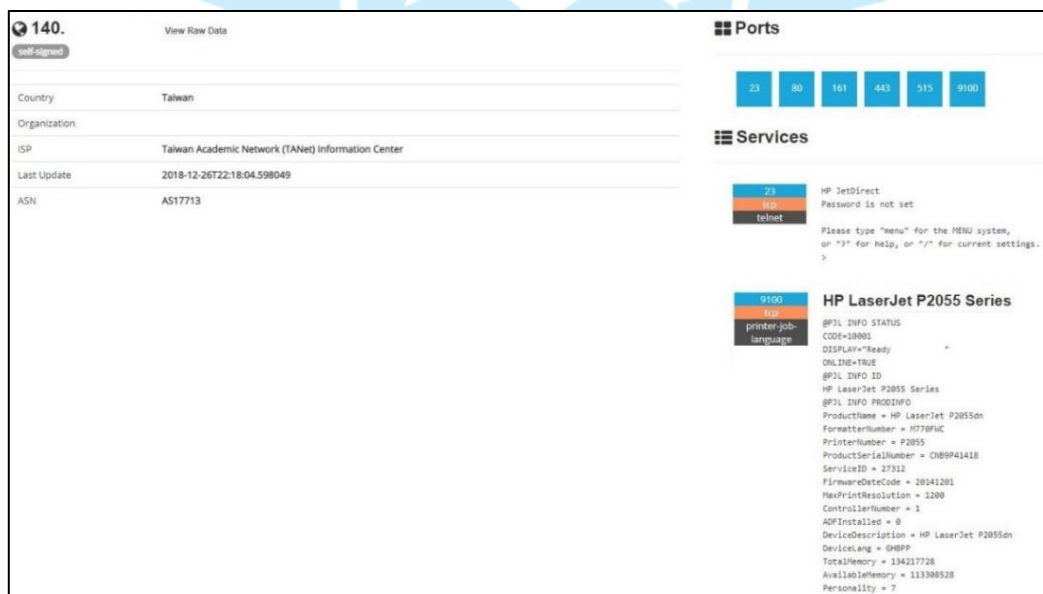 140.
View Raw Data
self-signed
Country Taiwan
Organization
ISP Taiwan Academic Network (TANet) Information Center
Last Update 2018-12-26T22:18:04.598049
ASN AS17713
Ports
23 80 161 443 515 9100
Services
23
tcp
telnet
HP JetDirect
Password is not set
Please type "menu" for the MENU system,
or "?" for help, or "/" for current settings.
>
9100
tcp
printer-job-
language
HP LaserJet P2055 Series
@PJL INFO STATUS
CODE=10001
DISPLAY="Ready "
ONLINE=TRUE
@PJL INFO ID
HP LaserJet P2055 Series
@PJL INFO PRODINFO
ProductName = HP LaserJet P2055dn
FormatterNumber = M770FWC
PrinterNumber = P2055
ProductSerialNumber = CNB9P41418
ServiceID = 27312
FirmwareDateCode = 20141201
MaxPrintResolution = 1200
ControllerNumber = 1
ADFInstalled = 0
DeviceDescription = HP LaserJet P2055dn
DeviceLang = GHBPP
TotalMemory = 134217728
AvailableMemory = 113308528
Personality = 7